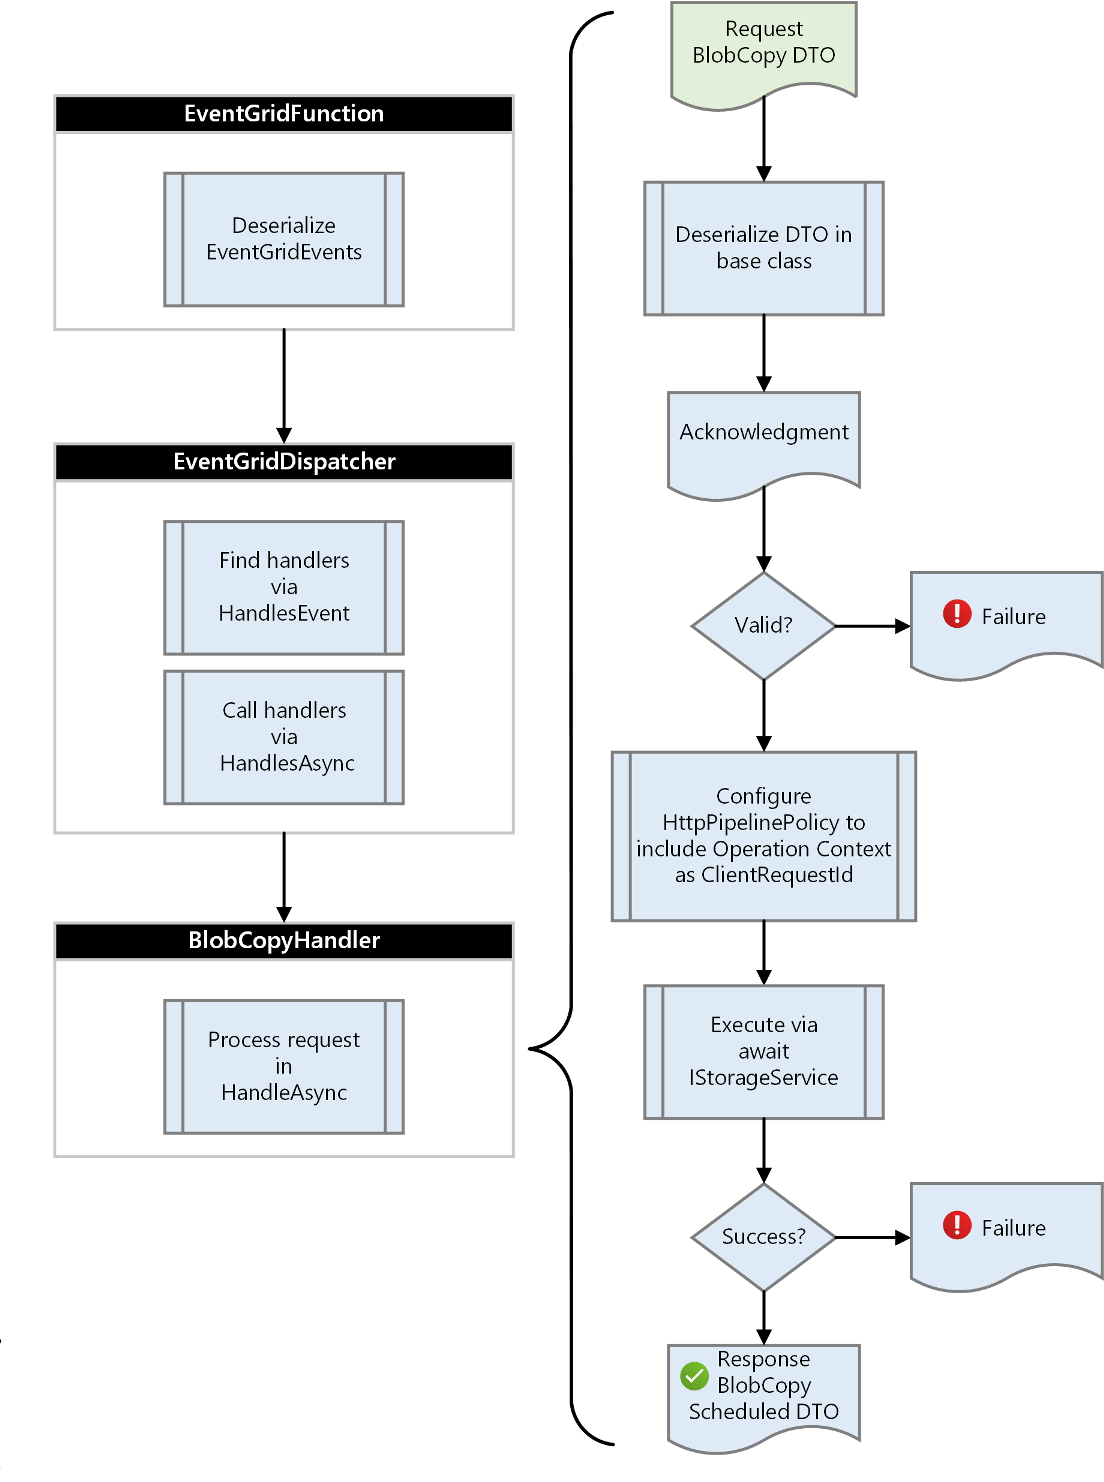 EventGridFunction
Deserialize
EventGridEvents
EventGridDispatcher
Find handlers
via
HandlesEvent
Call handlers
via
HandlesAsync
BlobCopyHandler
Process request
in
HandleAsync
Request
BlobCopy DTO
Deserialize DTO in
base class
Acknowledgment
Valid?
Failure
Configure
HttpPipelinePolicy to
include Operation Context
as ClientRequestId
Execute via
await
IStorageService
Success?
Failure
Response
BlobCopy
Scheduled DTO